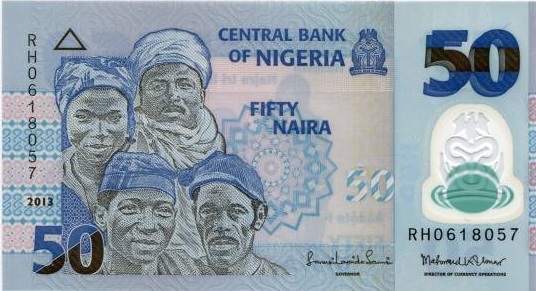 RH0618057
2013
50
CENTRAL BANK
OF NIGERIA
FIFTY
NAIRA
50
GOVERNOR
50
RH0618057
DIRECTOR OF CURRENCY OPERATIONS